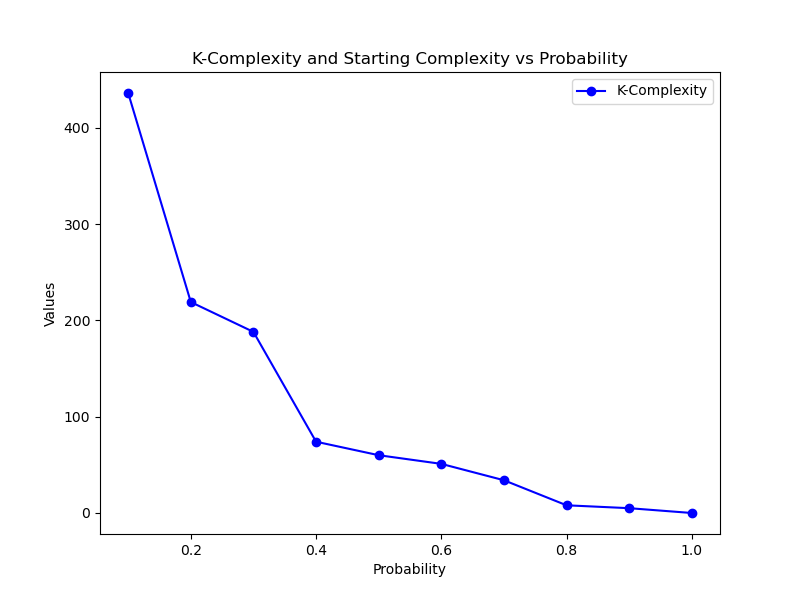 K-Complexity and Starting Complexity vs Probability
K-Complexity
400
300
200
100
0
Values
0.2 0.4 0.6 0.8 1.0
Probability